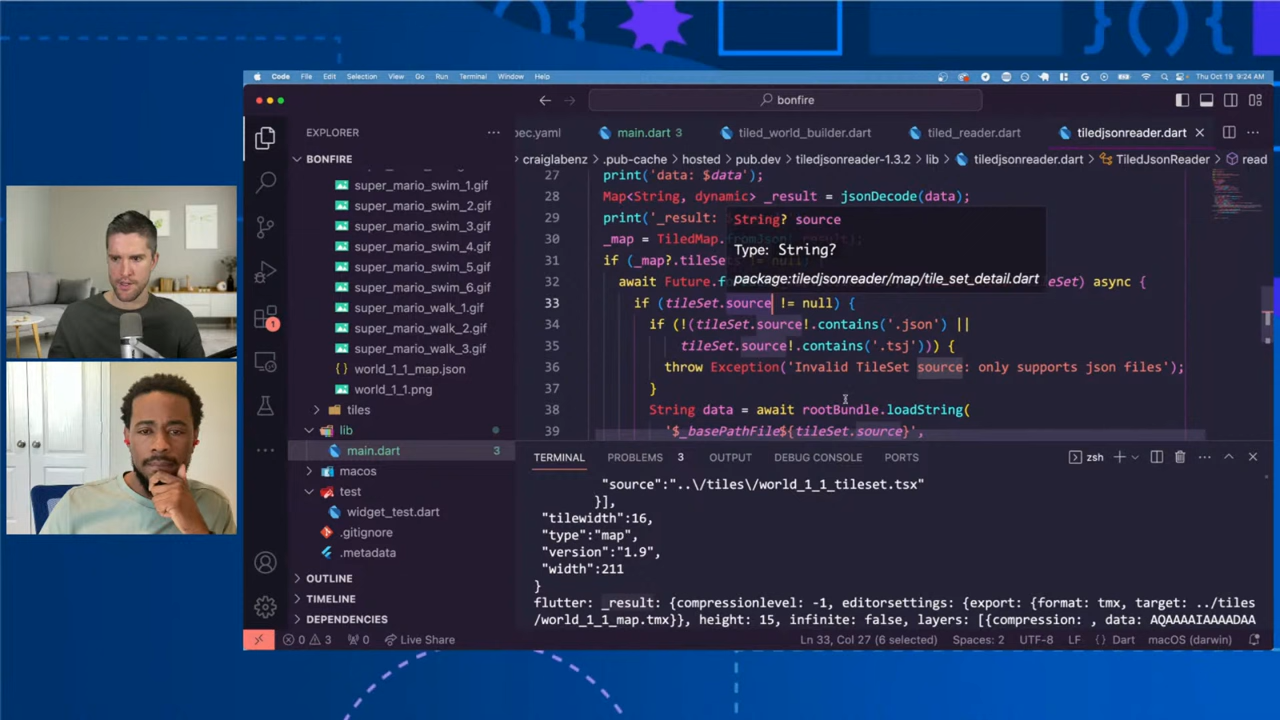 Code File Edit Selection View Go Run Terminal Window Help
Thu Oct 19 9:24 AM
bonfire
EXPLORER
BONFIRE
super_mario_swim_1.gif
super_mario_swim_2.gif
super_mario_swim_3.gif
super_mario_swim_4.gif
super_mario_swim_5.gif
super_mario_swim_6.gif
super_mario_walk_1.gif
super_mario_walk_2.gif
super_mario_walk_3.gif
{} world_1_1_map.json
world_1_1.png
tiles
lib
main.dart 3
macos
test
widget_test.dart
.gitignore
.metadata
OUTLINE
TIMELINE
DEPENDENCIES
1
pec.yaml main.dart 3 tiled_world_builder.dart tiled_reader.dart tiledjsonreader.dart
craiglabenz > .pub-cache > hosted > pub.dev > tiledjsonreader-1.3.2 > lib > tiledjsonreader.dart > TiledJsonReader > read
27 print('data: $data');
28 Map<String, dynamic> _result = jsonDecode(data);
29 print('_result:
30 _map = TiledMap.
31 if (_map?.tileSe
32 await Future.f eSet) async {
33 if (tileSet.source != null) {
34 if (!(tileSet.source!.contains('.json') ||
35 tileSet.source!.contains('.tsj'))) {
36 throw Exception('Invalid TileSet source: only supports json files');
37 }
38 String data = await rootBundle.loadString(
39 '$_basePathFile${tileSet.source}',
String? source
Type: String?
package:tiledjsonreader/map/tile_set_detail.dart
TERMINAL PROBLEMS 3 OUTPUT DEBUG CONSOLE PORTS zsh
"source":"..\/tiles\/world_1_1_tileset.tsx"
}],
"tilewidth":16,
"type":"map",
"version":"1.9",
"width":211
}
flutter: _result: {compressionlevel: -1, editorsettings: {export: {format: tmx, target: ../tiles
/world_1_1_map.tmx}}, height: 15, infinite: false, layers: [{compression: , data: AQAAAAIAAAADAA
0 3 0 Live Share Ln 33, Col 27 (6 selected) Spaces: 2 UTF-8 LF {} Dart macOS (darwin)